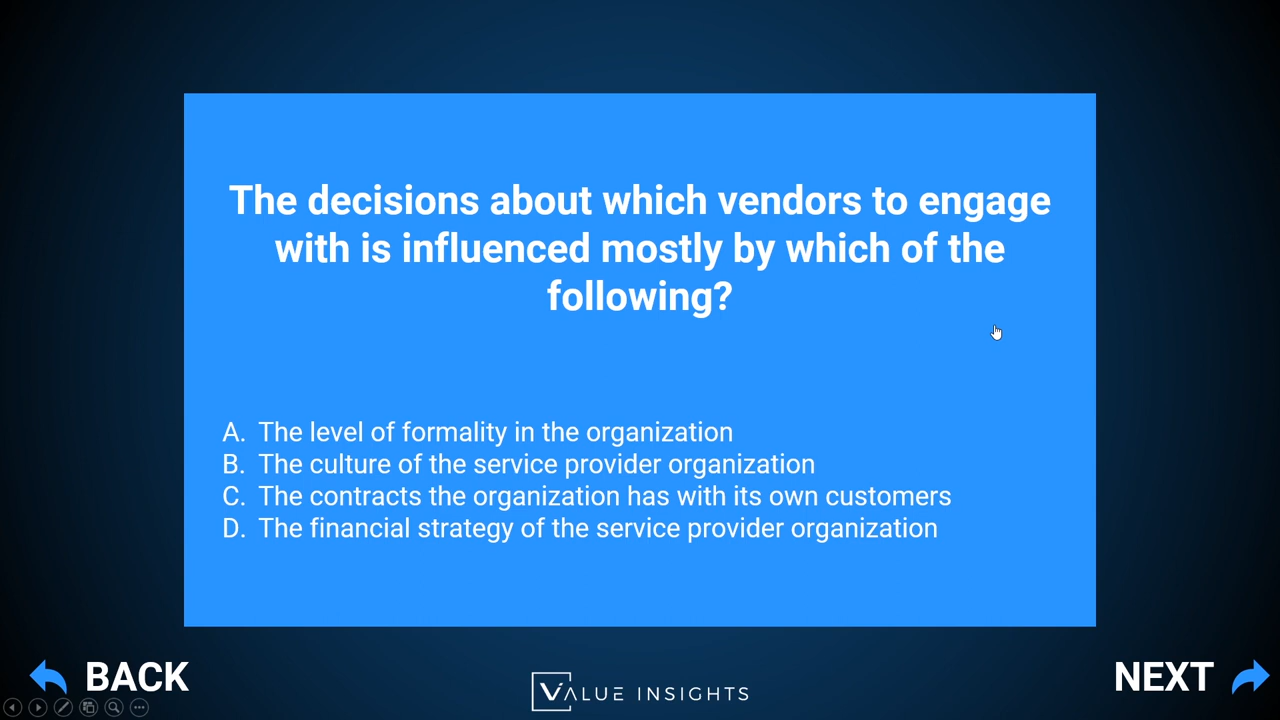 The decisions about which vendors to engage
with is influenced mostly by which of the
following?
A. The level of formality in the organization
B. The culture of the service provider organization
C. The contracts the organization has with its own customers
D. The financial strategy of the service provider organization
BACK
VALUE INSIGHTS
NEXT